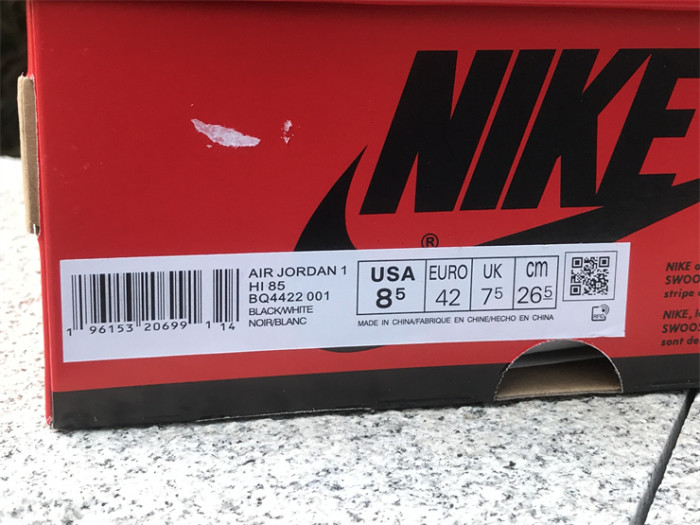 NIKE
®
AIR JORDAN 1
HI 85
BQ4422 001
BLACK/WHITE
NOIR/BLANC
1 96153 20699 1 14
USA EURO UK cm
8⁵ 42 7⁵ 26⁵
MADE IN CHINA/FABRIQUE EN CHINE/HECHO EN CHINA
NIKE
SWOO
stripe
NIKE, l
SWOO
sont de